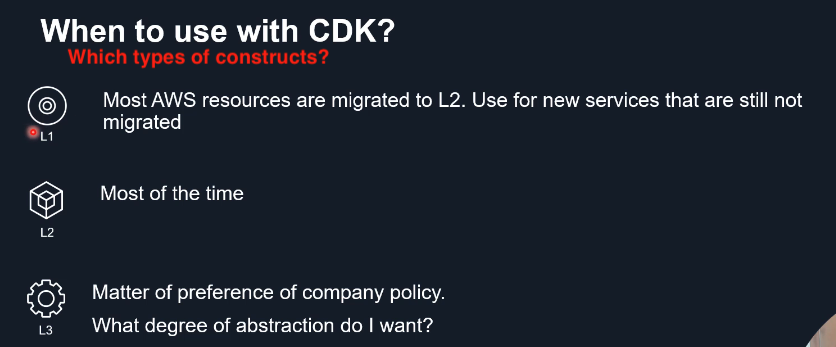 When to use with CDK?
Which types of constructs?
Most AWS resources are migrated to L2. Use for new services that are still not
migrated
L1
Most of the time
L2
Matter of preference of company policy.
What degree of abstraction do I want?
L3